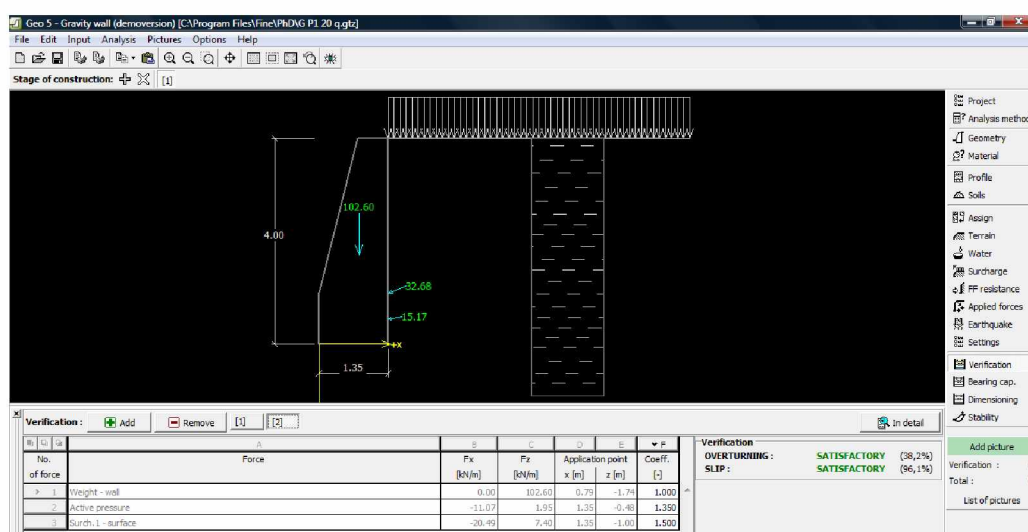 Geo 5 - Gravity wall (demoversion) [C:\Program Files\Fine\PhD\G P1 20 q.gtz]
File Edit Input Analysis Pictures Options Help
Stage of construction: [1]
Project
Analysis method
Geometry
Material
Profile
Soils
Assign
Terrain
Water
Surcharge
FF resistance
Applied forces
Earthquake
Settings
Verification
Bearing cap.
Dimensioning
Stability
102.60
4.00
32.68
15.17
+x
1.35
Verification : Add Remove [1] [2] In detail
A B C D E F
No. Force Fx Fz Application point Coeff.
of force [kN/m] [kN/m] x [m] z [m] [-]
> 1 Weight - wall 0.00 102.60 0.79 -1.74 1.000
2 Active pressure -11.07 1.95 1.35 -0.48 1.350
3 Surch.1 - surface -20.49 7.40 1.35 -1.00 1.500
Verification
OVERTURNING : SATISFACTORY (38,2%)
SLIP : SATISFACTORY (96,1%)
Add picture
Verification :
Total :
List of pictures